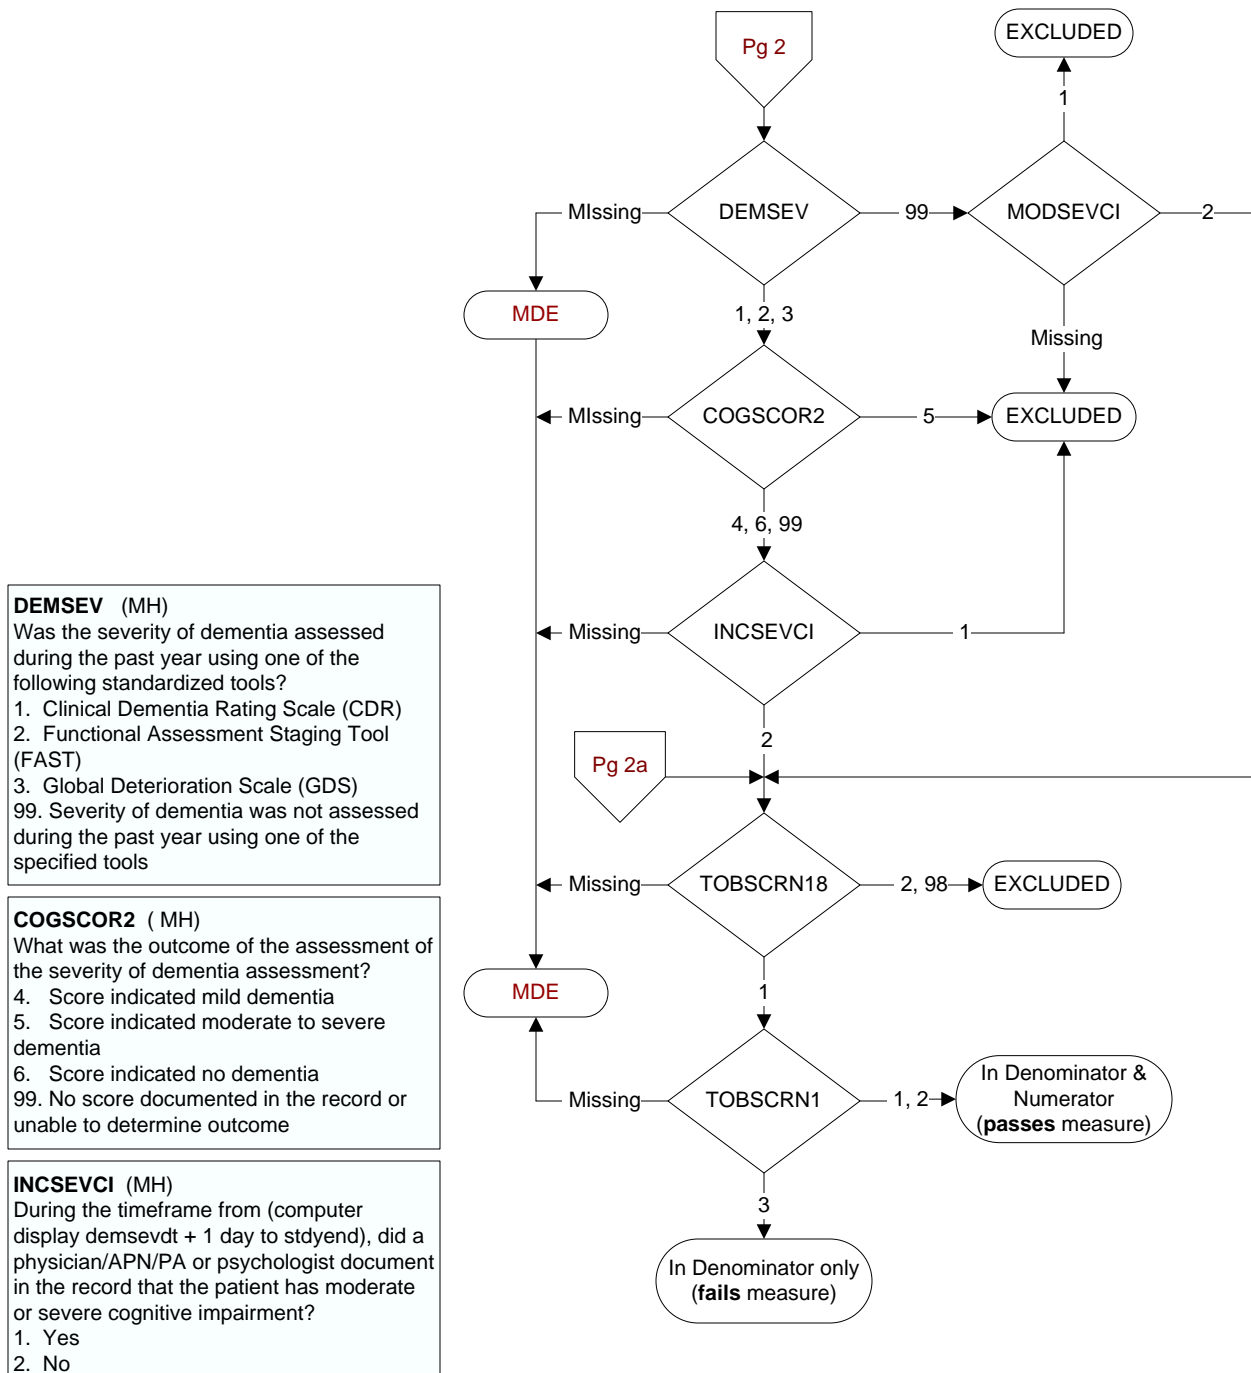 Pg 2
EXCLUDED
1
MIssing
DEMSEV
99
MODSEVCI
2
MDE
1, 2, 3
Missing
MIssing
COGSCOR2
5
EXCLUDED
4, 6, 99
Missing
INCSEVCI
1
2
Pg 2a
Missing
TOBSCRN18
2, 98
EXCLUDED
MDE
1
Missing
TOBSCRN1
1, 2
In Denominator &
Numerator
(passes measure)
3
In Denominator only
(fails measure)
DEMSEV (MH)
Was the severity of dementia assessed
during the past year using one of the
following standardized tools?
1. Clinical Dementia Rating Scale (CDR)
2. Functional Assessment Staging Tool
(FAST)
3. Global Deterioration Scale (GDS)
99. Severity of dementia was not assessed
during the past year using one of the
specified tools
COGSCOR2 ( MH)
What was the outcome of the assessment of
the severity of dementia assessment?
4. Score indicated mild dementia
5. Score indicated moderate to severe
dementia
6. Score indicated no dementia
99. No score documented in the record or
unable to determine outcome
INCSEVCI (MH)
During the timeframe from (computer
display demsevdt + 1 day to stdyend), did a
physician/APN/PA or psychologist document
in the record that the patient has moderate
or severe cognitive impairment?
1. Yes
2. No